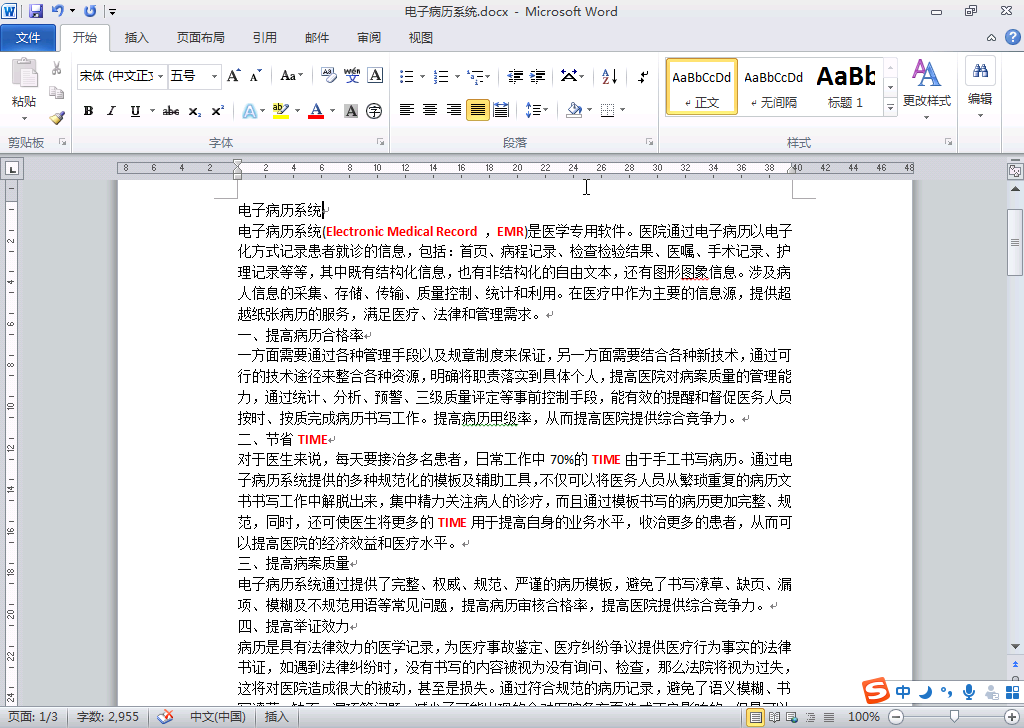 电子病历系统.docx - Microsoft Word
文件 开始 插入 页面布局 引用 邮件 审阅 视图
宋体 (中文正 五号
粘贴
AaBbCcDd AaBbCcDd AaBb
正文 无间隔 标题 1
更改样式 编辑
剪贴板 字体 段落 样式
8 6 4 2 2 4 6 8 10 12 14 16 18 20 22 24 26 28 30 32 34 36 38 40 42 44 46 48
电子病历系统
电子病历系统(Electronic Medical Record ，EMR)是医学专用软件。医院通过电子病历以电子
化方式记录患者就诊的信息，包括：首页、病程记录、检查检验结果、医嘱、手术记录、护
理记录等等，其中既有结构化信息，也有非结构化的自由文本，还有图形图象信息。涉及病
人信息的采集、存储、传输、质量控制、统计和利用。在医疗中作为主要的信息源，提供超
越纸张病历的服务，满足医疗、法律和管理需求。
一、提高病历合格率
一方面需要通过各种管理手段以及规章制度来保证，另一方面需要结合各种新技术，通过可
行的技术途径来整合各种资源，明确将职责落实到具体个人，提高医院对病案质量的管理能
力，通过统计、分析、预警、三级质量评定等事前控制手段，能有效的提醒和督促医务人员
按时、按质完成病历书写工作。提高病历甲级率，从而提高医院提供综合竞争力。
二、节省 TIME
对于医生来说，每天要接治多名患者，日常工作中 70%的 TIME 由于手工书写病历。通过电
子病历系统提供的多种规范化的模板及辅助工具,不仅可以将医务人员从繁琐重复的病历文
书书写工作中解脱出来，集中精力关注病人的诊疗，而且通过模板书写的病历更加完整、规
范，同时，还可使医生将更多的 TIME 用于提高自身的业务水平，收治更多的患者，从而可
以提高医院的经济效益和医疗水平。
三、提高病案质量
电子病历系统通过提供了完整、权威、规范、严谨的病历模板，避免了书写潦草、缺页、漏
项、模糊及不规范用语等常见问题，提高病历审核合格率，提高医院提供综合竞争力。
四、提高举证效力
病历是具有法律效力的医学记录，为医疗事故鉴定、医疗纠纷争议提供医疗行为事实的法律
书证，如遇到法律纠纷时，没有书写的内容被视为没有询问、检查，那么法院将视为过失，
这将对医院造成很大的被动，甚至是损失。通过符合规范的病历记录，避免了语义模糊、书
中
页面: 1/3 字数: 2,955 中文(中国) 插入 100%